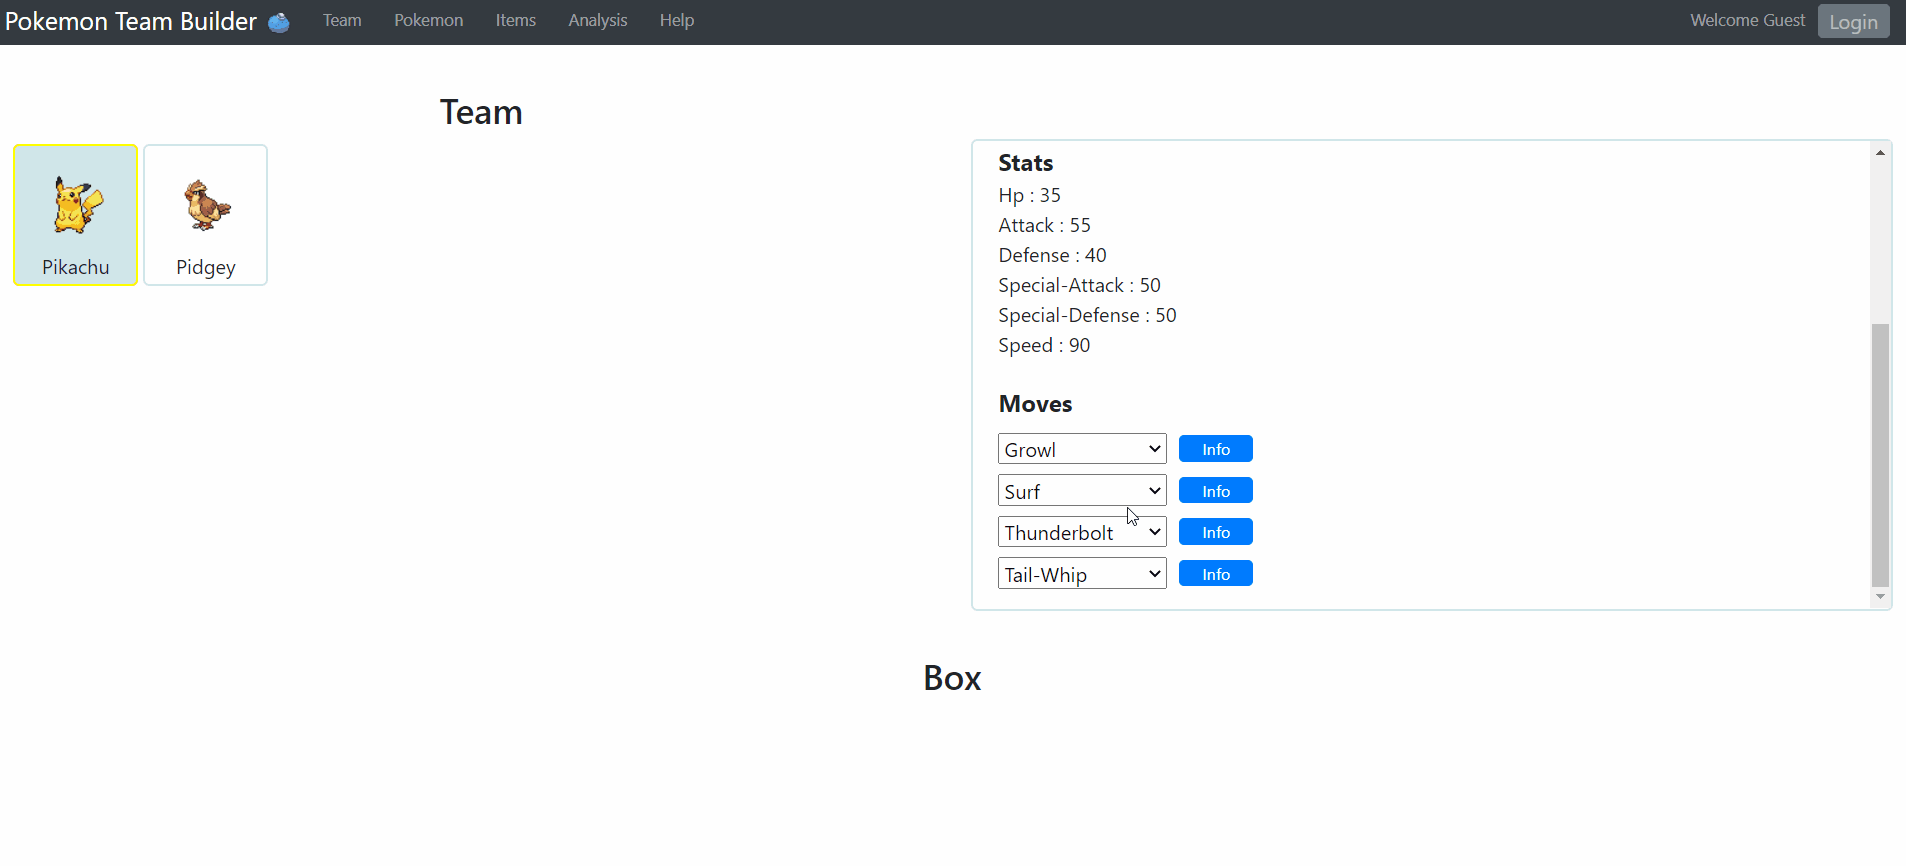 Pokemon Team Builder Team Pokemon Items Analysis Help Welcome Guest Login
Team
Pikachu Pidgey
Stats
Hp : 35
Attack : 55
Defense : 40
Special-Attack : 50
Special-Defense : 50
Speed : 90
Moves
Growl Info
Surf Info
Thunderbolt Info
Tail-Whip Info
Box